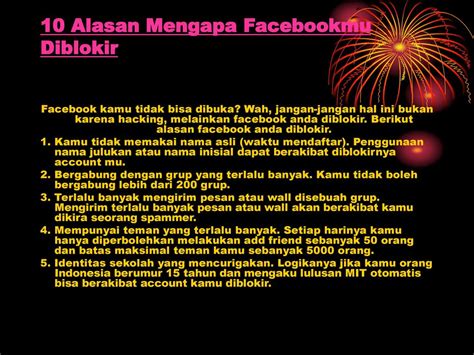 10 Alasan Mengapa Facebookmu
Diblokir
Facebook kamu tidak bisa dibuka? Wah, jangan-jangan hal ini bukan
karena hacking, melainkan facebook anda diblokir. Berikut
alasan facebook anda diblokir.
1. Kamu tidak memakai nama asli (waktu mendaftar). Penggunaan
nama julukan atau nama inisial dapat berakibat diblokirnya
account mu.
2. Bergabung dengan grup yang terlalu banyak. Kamu tidak boleh
bergabung lebih dari 200 grup.
3. Terlalu banyak mengirim pesan atau wall disebuah grup.
Mengirim terlalu banyak pesan atau wall akan berakibat kamu
dikira seorang spammer.
4. Mempunyai teman yang terlalu banyak. Setiap harinya kamu
hanya diperbolehkan melakukan add friend sebanyak 50 orang
dan batas maksimal teman kamu sebanyak 5000 orang.
5. Identitas sekolah yang mencurigakan. Logikanya jika kamu orang
Indonesia berumur 15 tahun dan mengaku lulusan MIT otomatis
bisa berakibat account kamu diblokir.